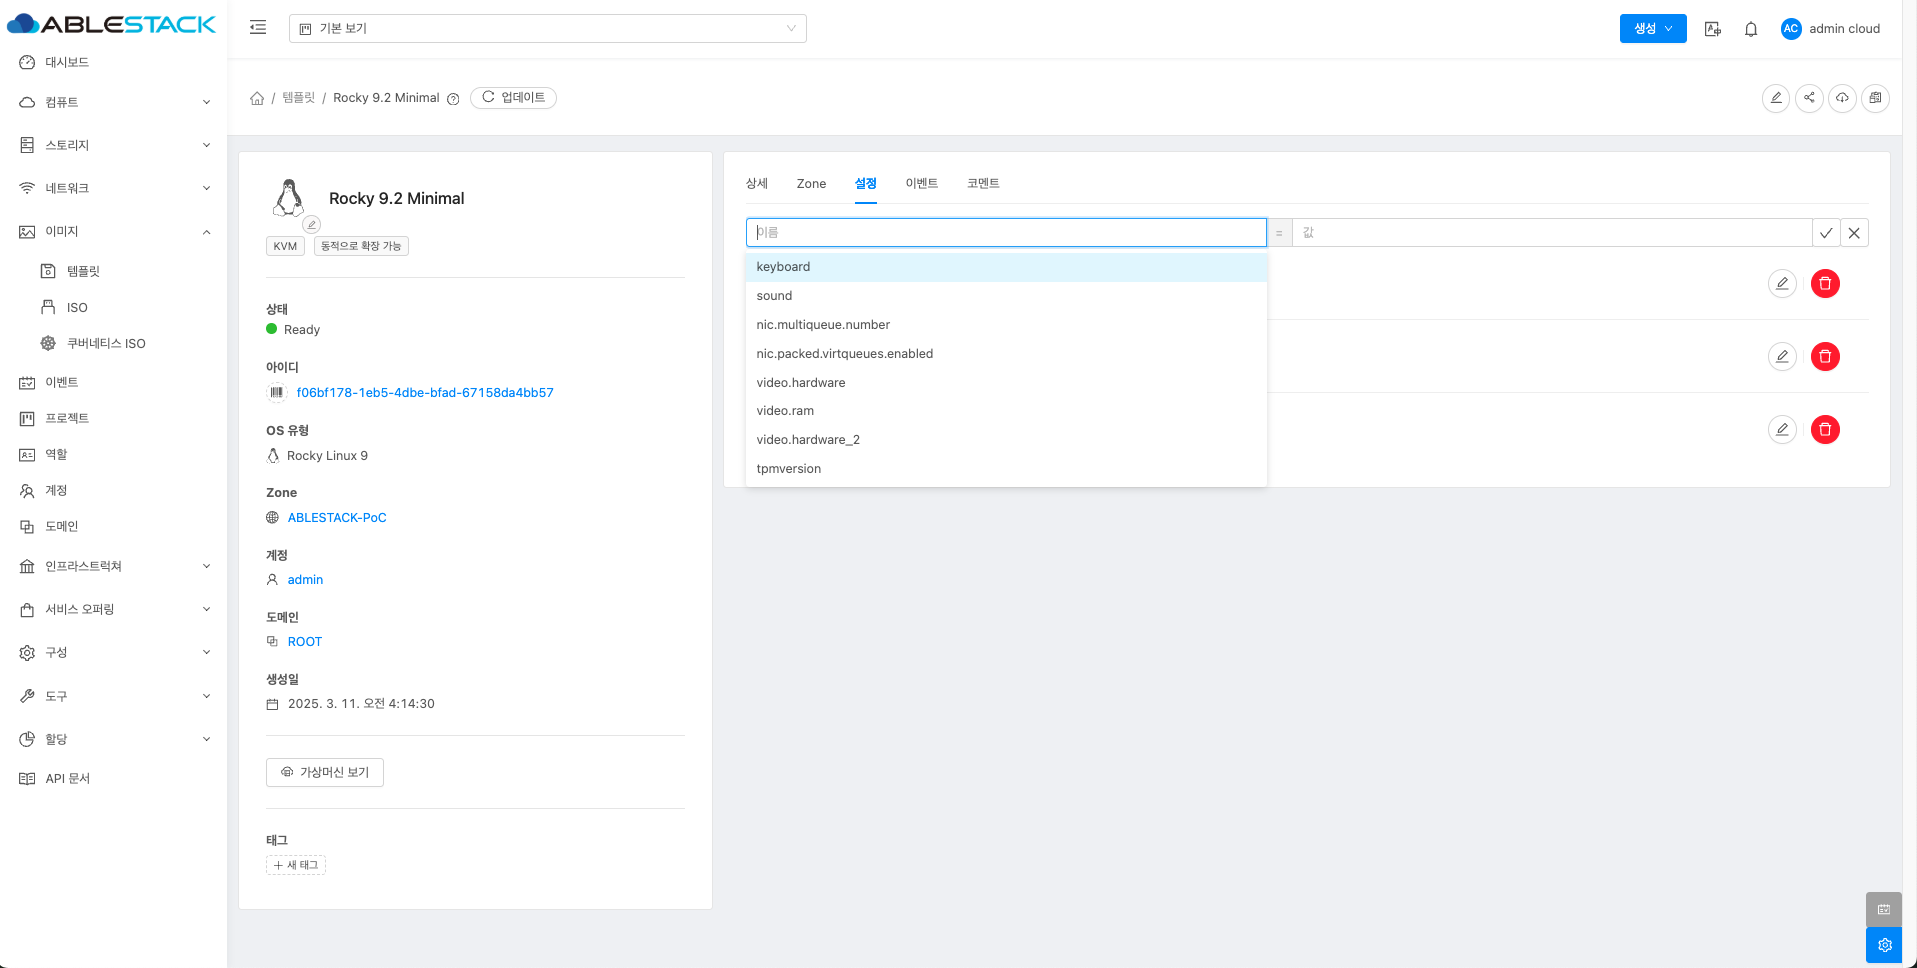 ABLESTACK
기본 보기
생성
AC
admin cloud
대시보드
컴퓨트
스토리지
네트워크
이미지
템플릿
ISO
쿠버네티스 ISO
이벤트
프로젝트
역할
계정
도메인
인프라스트럭쳐
서비스 오퍼링
구성
도구
할당
API 문서
/ 템플릿 / Rocky 9.2 Minimal
업데이트
Rocky 9.2 Minimal
KVM
동적으로 확장 가능
상태
Ready
아이디
f06bf178-1eb5-4dbe-bfad-67158da4bb57
OS 유형
Rocky Linux 9
Zone
ABLESTACK-PoC
계정
admin
도메인
ROOT
생성일
2025. 3. 11. 오전 4:14:30
가상머신 보기
태그
+ 새 태그
상세
Zone
설정
이벤트
코멘트
이름
=
값
keyboard
sound
nic.multiqueue.number
nic.packed.virtqueues.enabled
video.hardware
video.ram
video.hardware_2
tpmversion